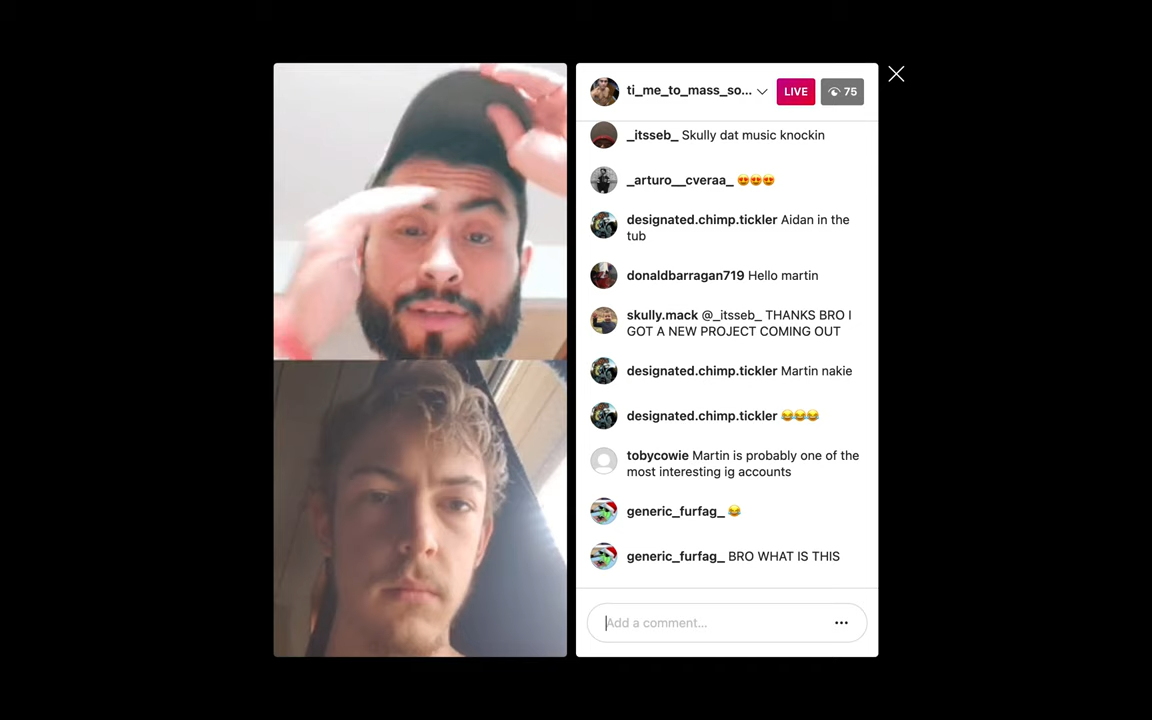 ti_me_to_mass_so...
LIVE
75
_itsseb_ Skully dat music knockin
_arturo__cveraa_ 😍😍😍
designated.chimp.tickler Aidan in the
tub
donaldbarragan719 Hello martin
skully.mack @_itsseb_ THANKS BRO I
GOT A NEW PROJECT COMING OUT
designated.chimp.tickler Martin nakie
designated.chimp.tickler 😂😂😂
tobycowie Martin is probably one of the
most interesting ig accounts
generic_furfag_ 😂
generic_furfag_ BRO WHAT IS THIS
Add a comment...